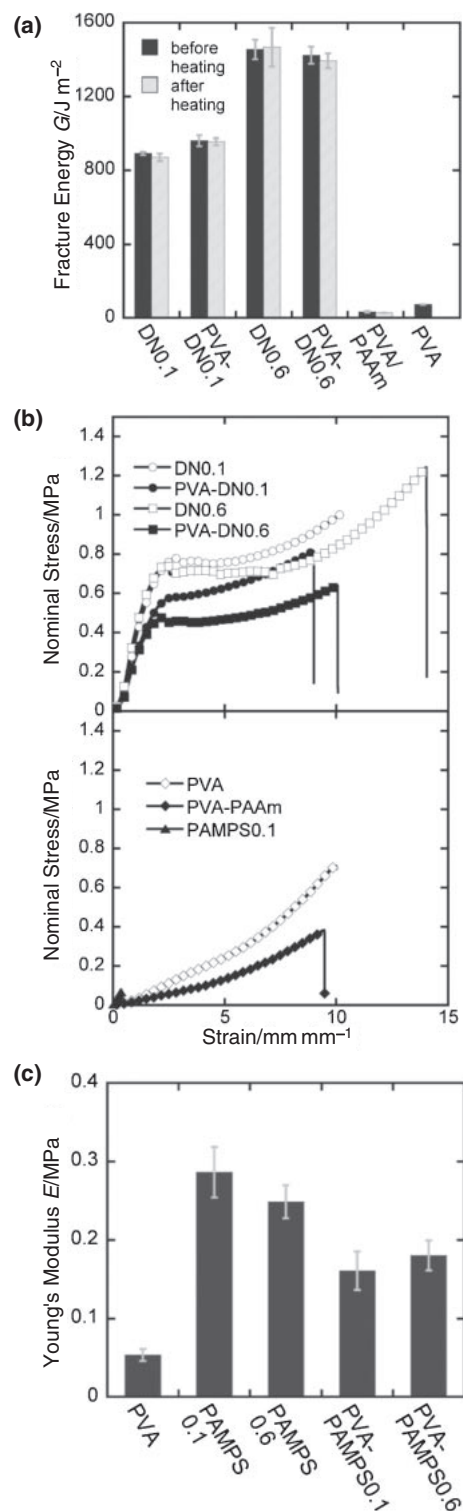 (a)
1600
1200
800
400
0
Fracture Energy G/J m–2
before
heating
after
heating
DN0.1
PVA-
DN0.1
DN0.6
PVA-
DN0.6
PVA/
PAAm
PVA
(b)
1.4
1.2
1
0.8
0.6
0.4
0.2
0
Nominal Stress/MPa
DN0.1
PVA-DN0.1
DN0.6
PVA-DN0.6
1.4
1.2
1
0.8
0.6
0.4
0.2
0
Nominal Stress/MPa
PVA
PVA-PAAm
PAMPS0.1
0 5 10 15
Strain/mm mm–1
(c)
0.4
0.3
0.2
0.1
0
Young's Modulus E/MPa
PVA
PAMPS
0.1
PAMPS
0.6
PVA-
PAMPS0.1
PVA-
PAMPS0.6